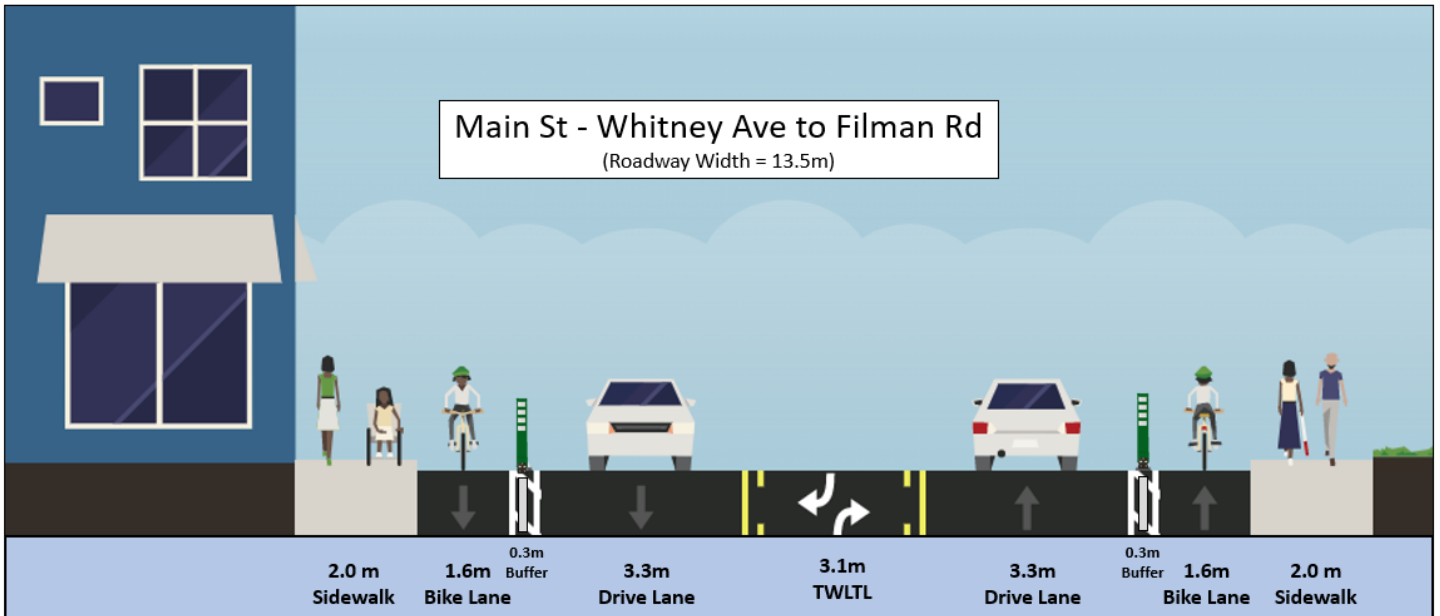 Main St - Whitney Ave to Filman Rd
(Roadway Width = 13.5m)
2.0 m
Sidewalk
1.6m
Bike Lane
0.3m
Buffer
3.3m
Drive Lane
3.1m
TWLTL
3.3m
Drive Lane
0.3m
Buffer
1.6m
Bike Lane
2.0 m
Sidewalk